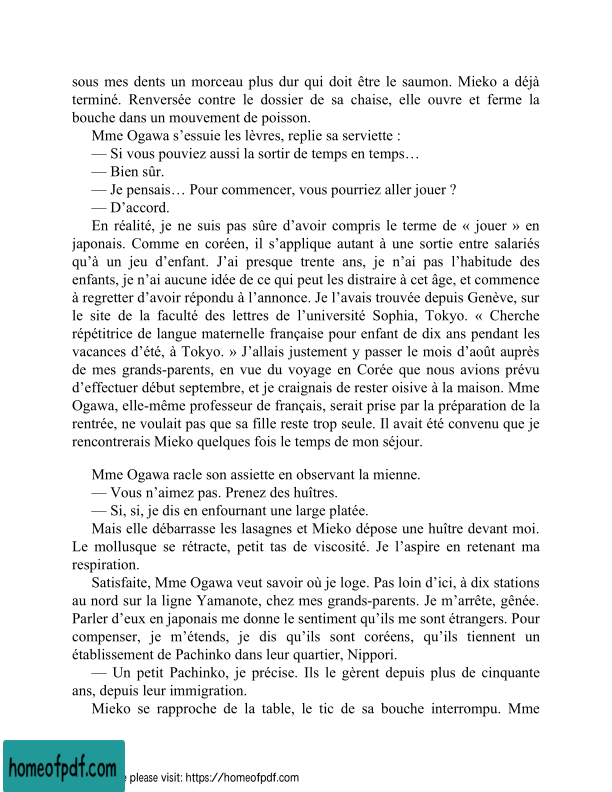 sous mes dents un morceau plus dur qui doit être le saumon. Mieko a déjà
terminé. Renversée contre le dossier de sa chaise, elle ouvre et ferme la
bouche dans un mouvement de poisson.
Mme Ogawa s’essuie les lèvres, replie sa serviette :
— Si vous pouviez aussi la sortir de temps en temps…
— Bien sûr.
— Je pensais… Pour commencer, vous pourriez aller jouer ?
— D’accord.
En réalité, je ne suis pas sûre d’avoir compris le terme de « jouer » en
japonais. Comme en coréen, il s’applique autant à une sortie entre salariés
qu’à un jeu d’enfant. J’ai presque trente ans, je n’ai pas l’habitude des
enfants, je n’ai aucune idée de ce qui peut les distraire à cet âge, et commence
à regretter d’avoir répondu à l’annonce. Je l’avais trouvée depuis Genève, sur
le site de la faculté des lettres de l’université Sophia, Tokyo. « Cherche
répétitrice de langue maternelle française pour enfant de dix ans pendant les
vacances d’été, à Tokyo. » J’allais justement y passer le mois d’août auprès
de mes grands-parents, en vue du voyage en Corée que nous avions prévu
d’effectuer début septembre, et je craignais de rester oisive à la maison. Mme
Ogawa, elle-même professeur de français, serait prise par la préparation de la
rentrée, ne voulait pas que sa fille reste trop seule. Il avait été convenu que je
rencontrerais Mieko quelques fois le temps de mon séjour.
Mme Ogawa racle son assiette en observant la mienne.
— Vous n’aimez pas. Prenez des huîtres.
— Si, si, je dis en enfournant une large platée.
Mais elle débarrasse les lasagnes et Mieko dépose une huître devant moi.
Le mollusque se rétracte, petit tas de viscosité. Je l’aspire en retenant ma
respiration.
Satisfaite, Mme Ogawa veut savoir où je loge. Pas loin d’ici, à dix stations
au nord sur la ligne Yamanote, chez mes grands-parents. Je m’arrête, gênée.
Parler d’eux en japonais me donne le sentiment qu’ils me sont étrangers. Pour
compenser, je m’étends, je dis qu’ils sont coréens, qu’ils tiennent un
établissement de Pachinko dans leur quartier, Nippori.
— Un petit Pachinko, je précise. Ils le gèrent depuis plus de cinquante
ans, depuis leur immigration.
Mieko se rapproche de la table, le tic de sa bouche interrompu. Mme
homeofpdf.com
e please visit: https://homeofpdf.com